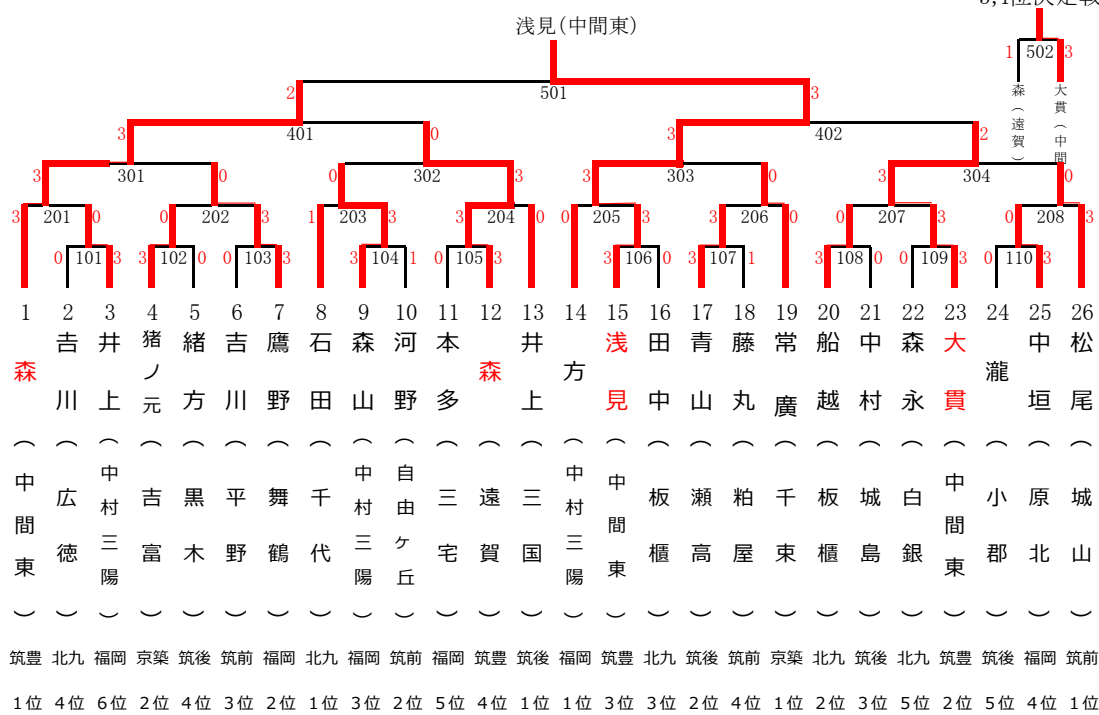 3,4位決定戦
浅見(中間東)
1 502 3
2 501 3
森(遠賀) 大貫(中間
3 401 0 3 402 2
3 301 0 0 302 3 3 303 0 3 304 0
3 201 0 0 202 3 1 203 3 3 204 0 0 205 3 3 206 0 0 207 3 0 208 3
0 101 3 3 102 0 0 103 3 3 104 1 0 105 3 3 106 0 3 107 1 3 108 0 0 109 3 0 110 3
1 2 3 4 5 6 7 8 9 10 11 12 13 14 15 16 17 18 19 20 21 22 23 24 25 26
森 𠮷川 井上 猪ノ元 緒方 吉川 鷹野 石田 森山 河野 本多 森 井上 方 浅見 田中 青山 藤丸 常廣 船越 中村 森永 大貫 瀧 中垣 松尾
(中間東) (広徳) (中村三陽) (吉富) (黒木) (平野) (舞鶴) (千代) (中村三陽) (自由ケ丘) (三宅) (遠賀) (三国) (中村三陽) (中間東) (板櫃) (瀬高) (粕屋) (千束) (板櫃) (城島) (白銀) (中間東) (小郡) (原北) (城山)
筑豊 北九 福岡 京築 筑後 筑前 福岡 北九 福岡 筑前 福岡 筑豊 筑後 福岡 筑豊 北九 筑後 筑前 京築 北九 筑後 北九 筑豊 筑後 福岡 筑前
1位 4位 6位 2位 4位 3位 2位 1位 3位 2位 5位 4位 1位 1位 3位 3位 2位 4位 1位 2位 3位 5位 2位 5位 4位 1位